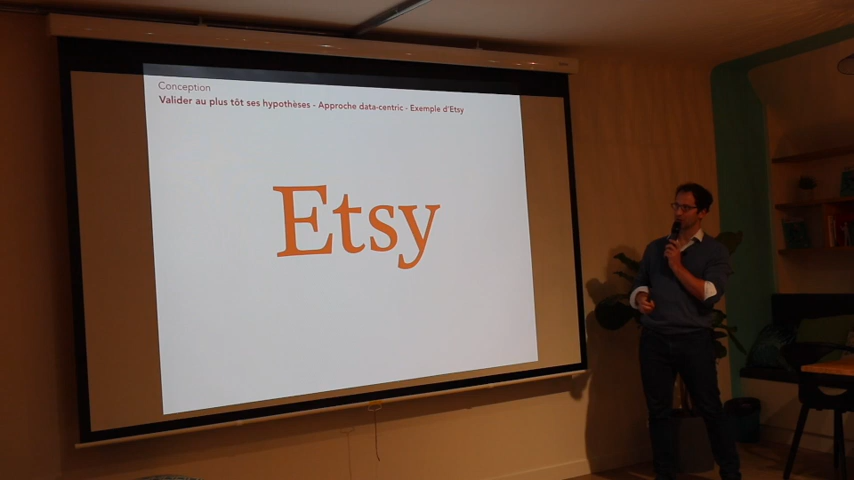 Conception
Valider au plus tôt ses hypothèses - Approche data-centric - Exemple d'Etsy
Etsy